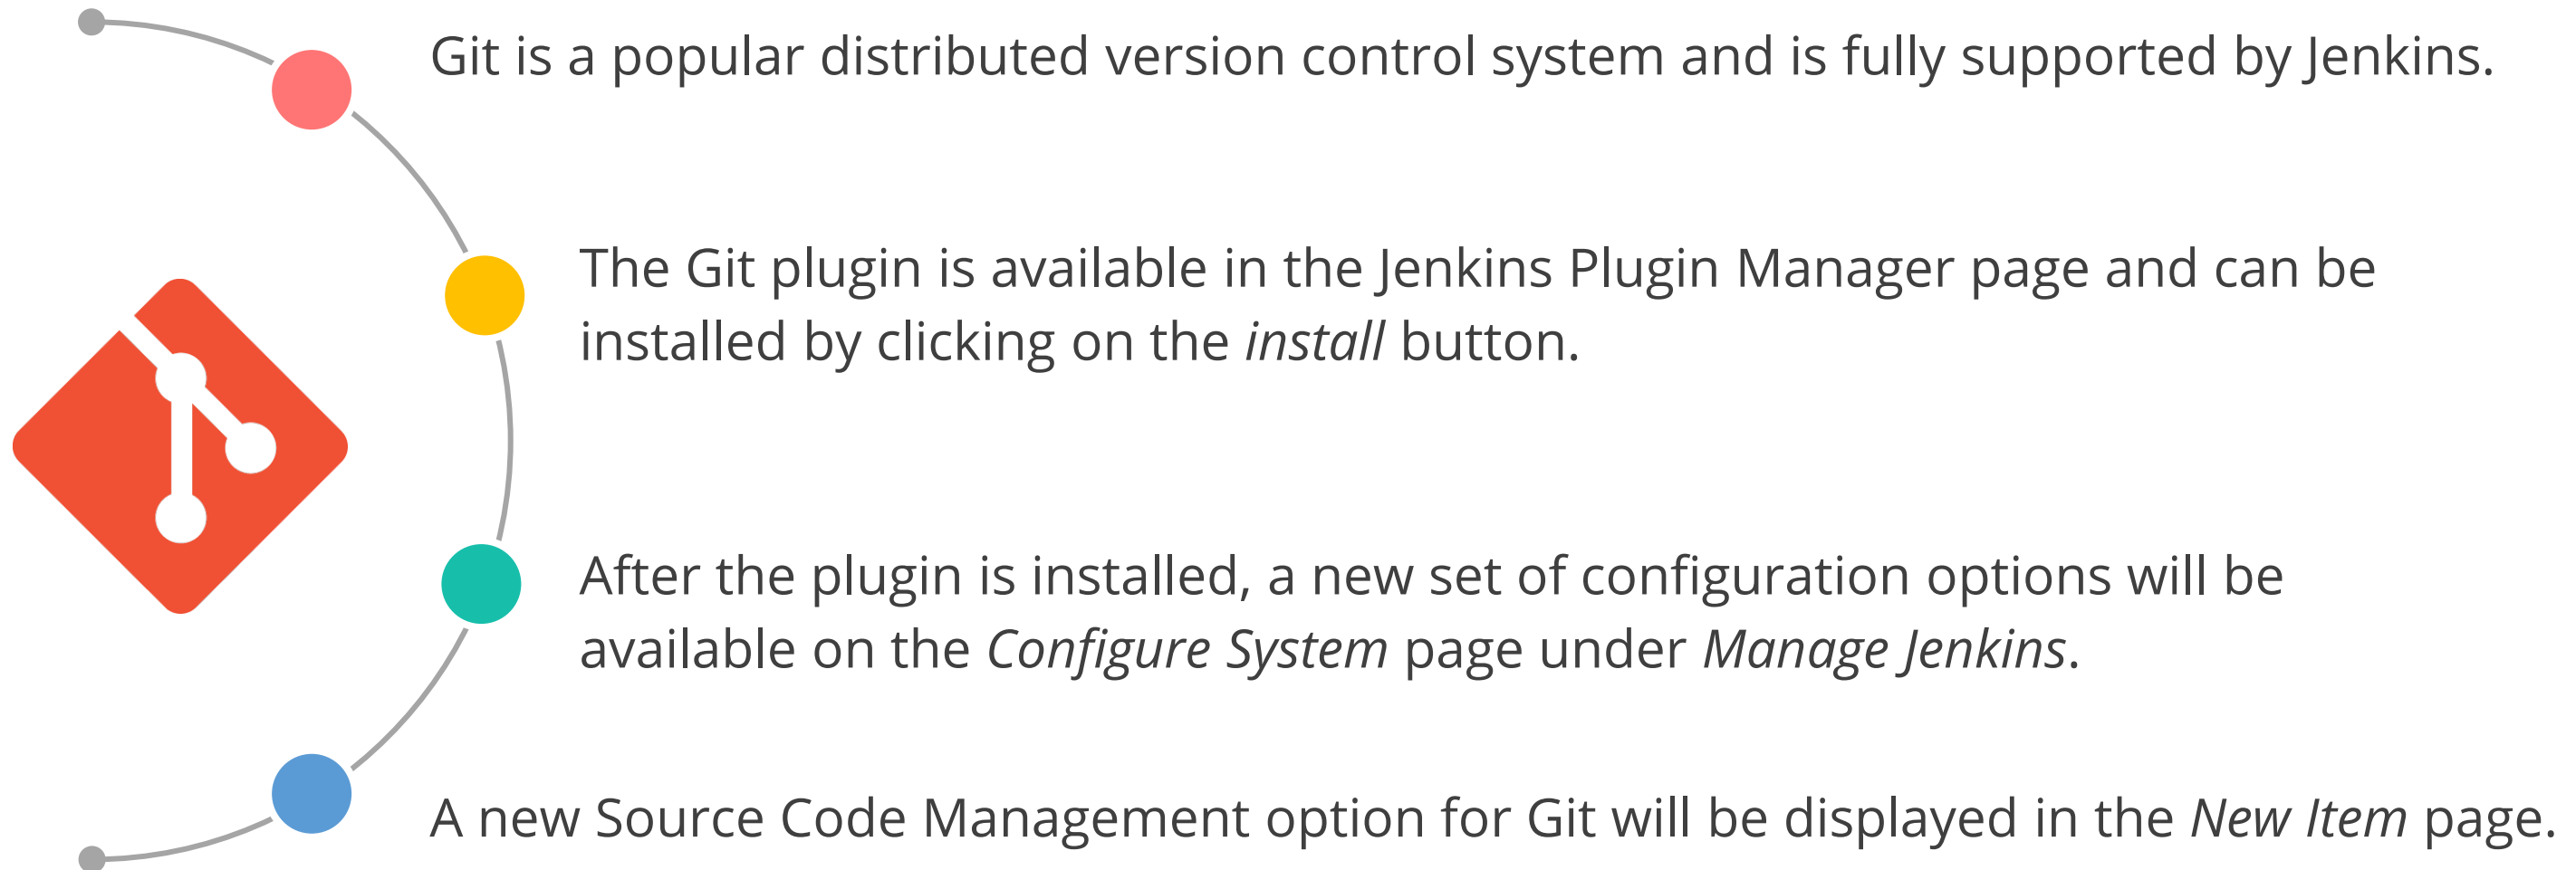 Git is a popular distributed version control system and is fully supported by Jenkins.
The Git plugin is available in the Jenkins Plugin Manager page and can be
installed by clicking on the install button.
After the plugin is installed, a new set of configuration options will be
available on the Configure System page under Manage Jenkins.
A new Source Code Management option for Git will be displayed in the New Item page.